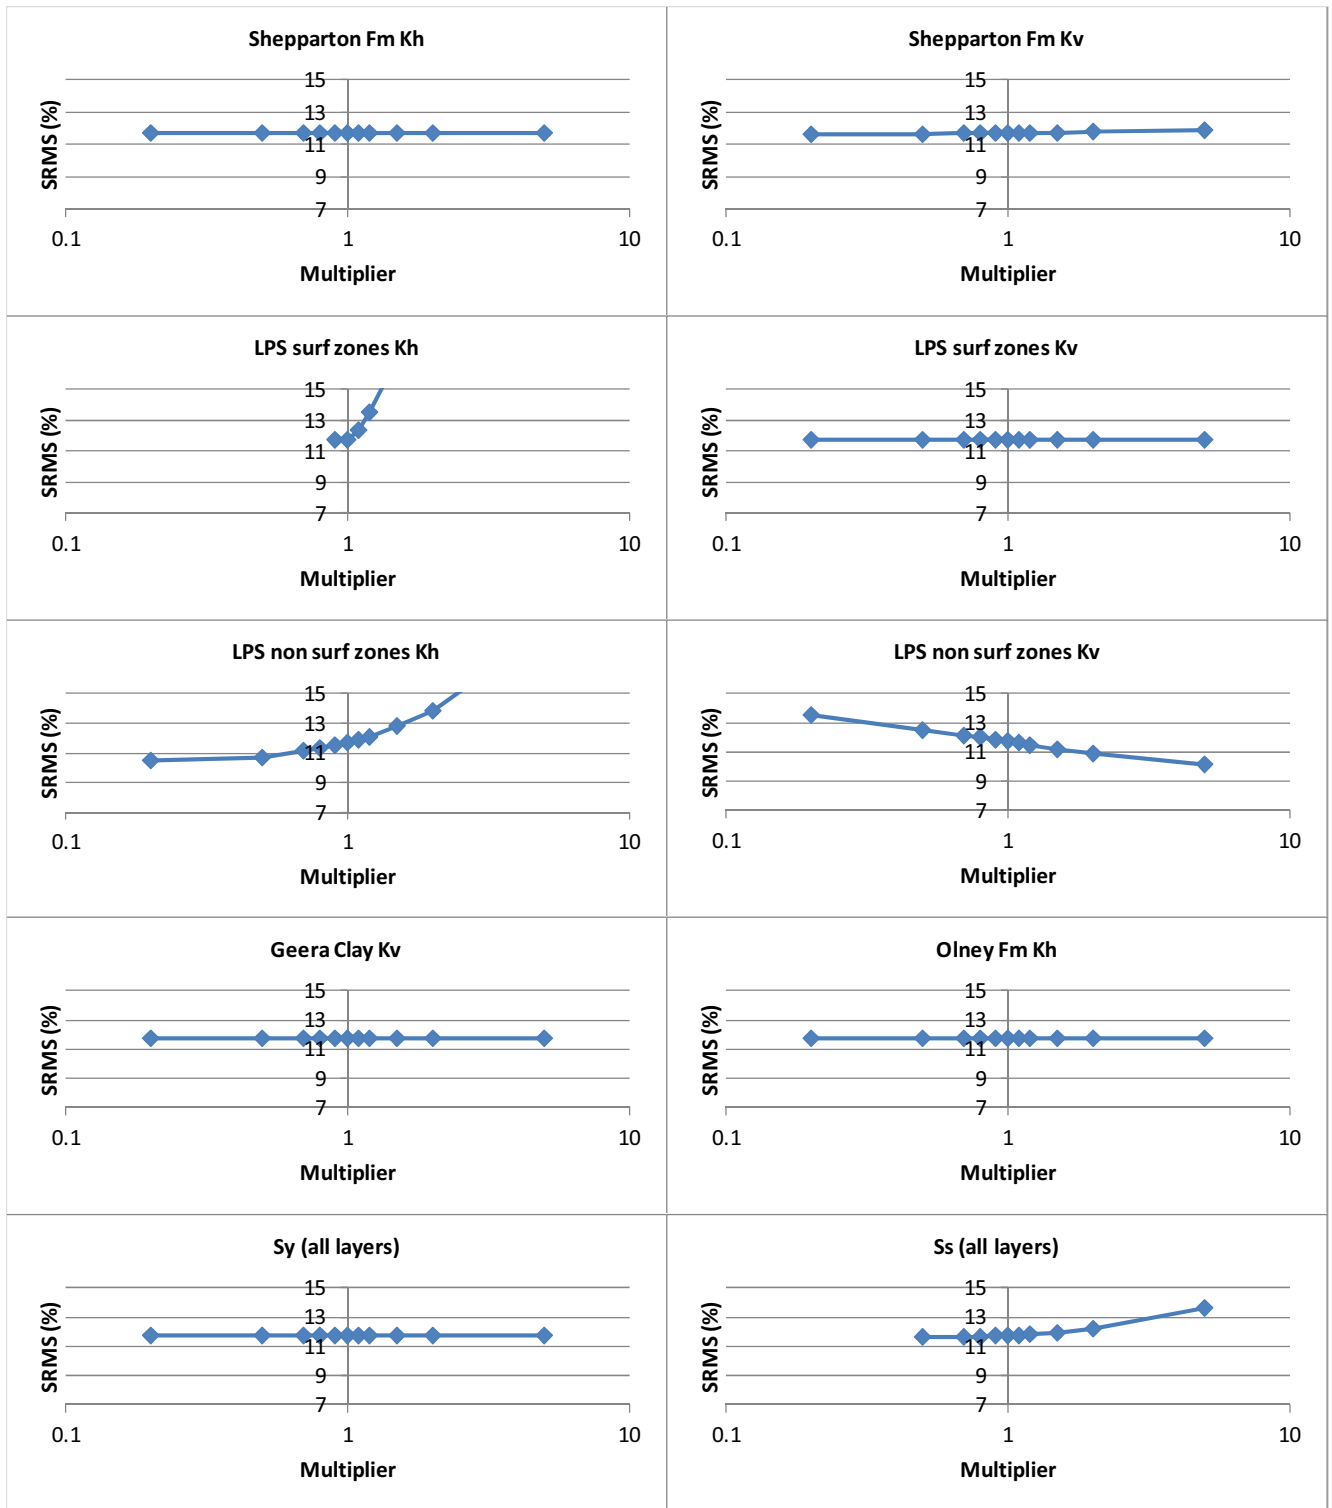 Shepparton Fm Kh
15
13
11
9
7
SRMS (%)
0.1 1 10
Multiplier
Shepparton Fm Kv
15
13
11
9
7
SRMS (%)
0.1 1 10
Multiplier
LPS surf zones Kh
15
13
11
9
7
SRMS (%)
0.1 1 10
Multiplier
LPS surf zones Kv
15
13
11
9
7
SRMS (%)
0.1 1 10
Multiplier
LPS non surf zones Kh
15
13
11
9
7
SRMS (%)
0.1 1 10
Multiplier
LPS non surf zones Kv
15
13
11
9
7
SRMS (%)
0.1 1 10
Multiplier
Geera Clay Kv
15
13
11
9
7
SRMS (%)
0.1 1 10
Multiplier
Olney Fm Kh
15
13
11
9
7
SRMS (%)
0.1 1 10
Multiplier
Sy (all layers)
15
13
11
9
7
SRMS (%)
0.1 1 10
Multiplier
Ss (all layers)
15
13
11
9
7
SRMS (%)
0.1 1 10
Multiplier